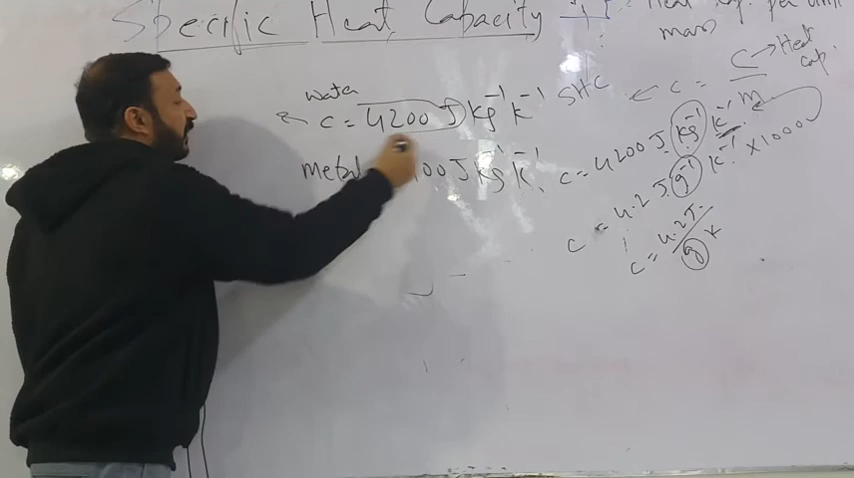 Specific Heat Capacity
Heat cap. per unit
mass
water
c = 4200 J kg⁻¹ K⁻¹ SHC
c = C → Heat cap.
m
metal 00 J kg⁻¹ K⁻¹
c = 4200 J kg⁻¹ K⁻¹
c = 4.2 J g⁻¹ K⁻¹ ×1000
c = 4.2 J
g K